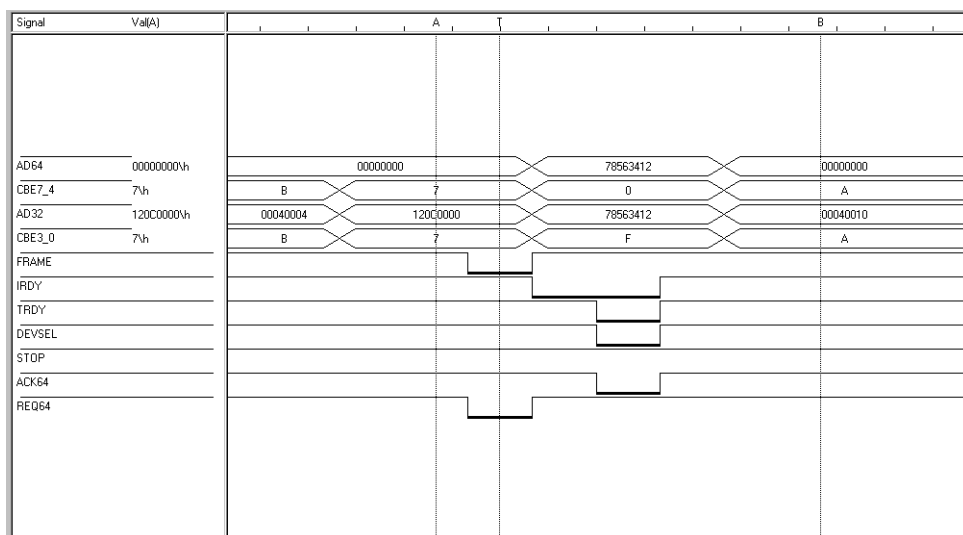 Signal Val(A) A T B
AD64 00000000\h 00000000 78563412 00000000
CBE7_4 7\h B 7 0 A
AD32 120C0000\h 00040004 120C0000 78563412 00040010
CBE3_0 7\h B 7 F A
FRAME
IRDY
TRDY
DEVSEL
STOP
ACK64
REQ64